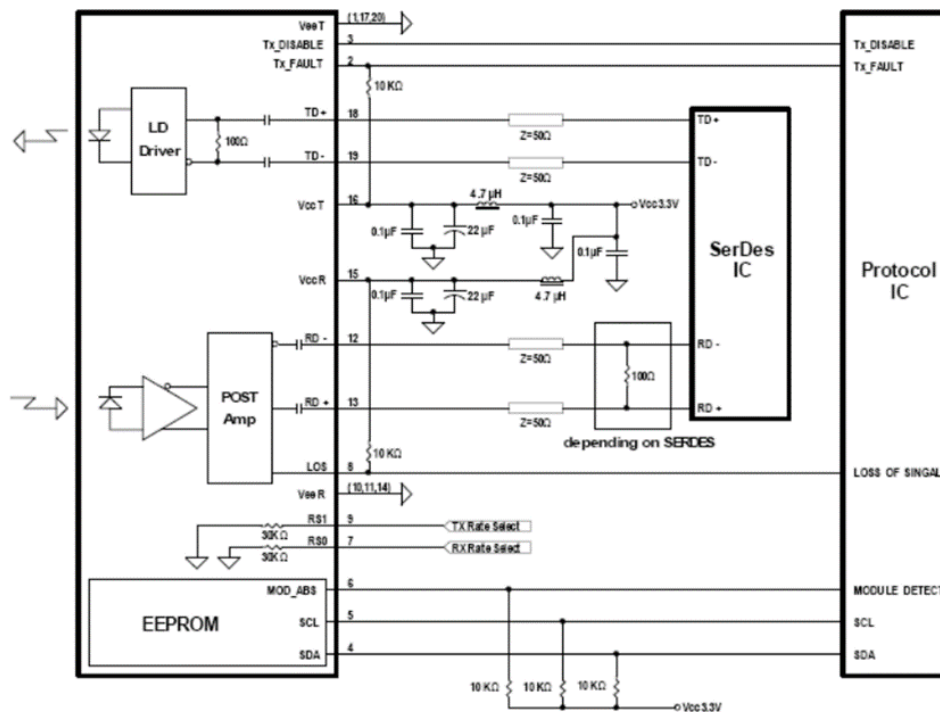 VeeT
(1,17,20)
Tx_DISABLE
3
Tx_DISABLE
Tx_FAULT
2
Tx_FAULT
10 KΩ
LD
Driver
100Ω
TD+
18
Z=50Ω
TD+
TD-
19
Z=50Ω
TD-
VccT
16
4.7 µH
Vcc3.3V
0.1µF
22 µF
0.1µF
0.1µF
SerDes
IC
Protocol
IC
VccR
15
0.1µF
22 µF
4.7 µH
POST
Amp
RD -
12
Z=50Ω
100Ω
RD -
RD +
13
Z=50Ω
RD +
depending on SERDES
10 KΩ
LOS
8
LOSS OF SINGAL
VeeR
(10,11,14)
RS1
9
TX Rate Select
30KΩ
RS0
7
RX Rate Select
30KΩ
EEPROM
MOD_ABS
6
MODULE DETECT
SCL
5
SCL
SDA
4
SDA
10 KΩ
10 KΩ
10 KΩ
Vcc3.3V